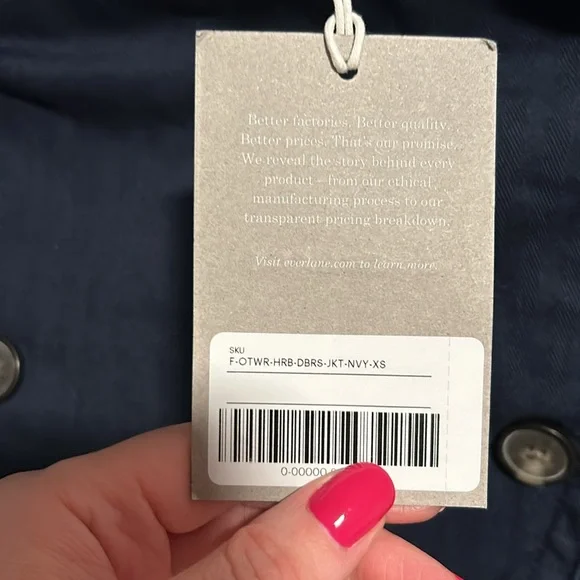 Better factories. Better quality.
Better prices. That's our promise.
We reveal the story behind every
product – from our ethical
manufacturing process to our
transparent pricing breakdown.
Visit everlane.com to learn more.
SKU
F-OTWR-HRB-DBRS-JKT-NVY-XS
0-00000